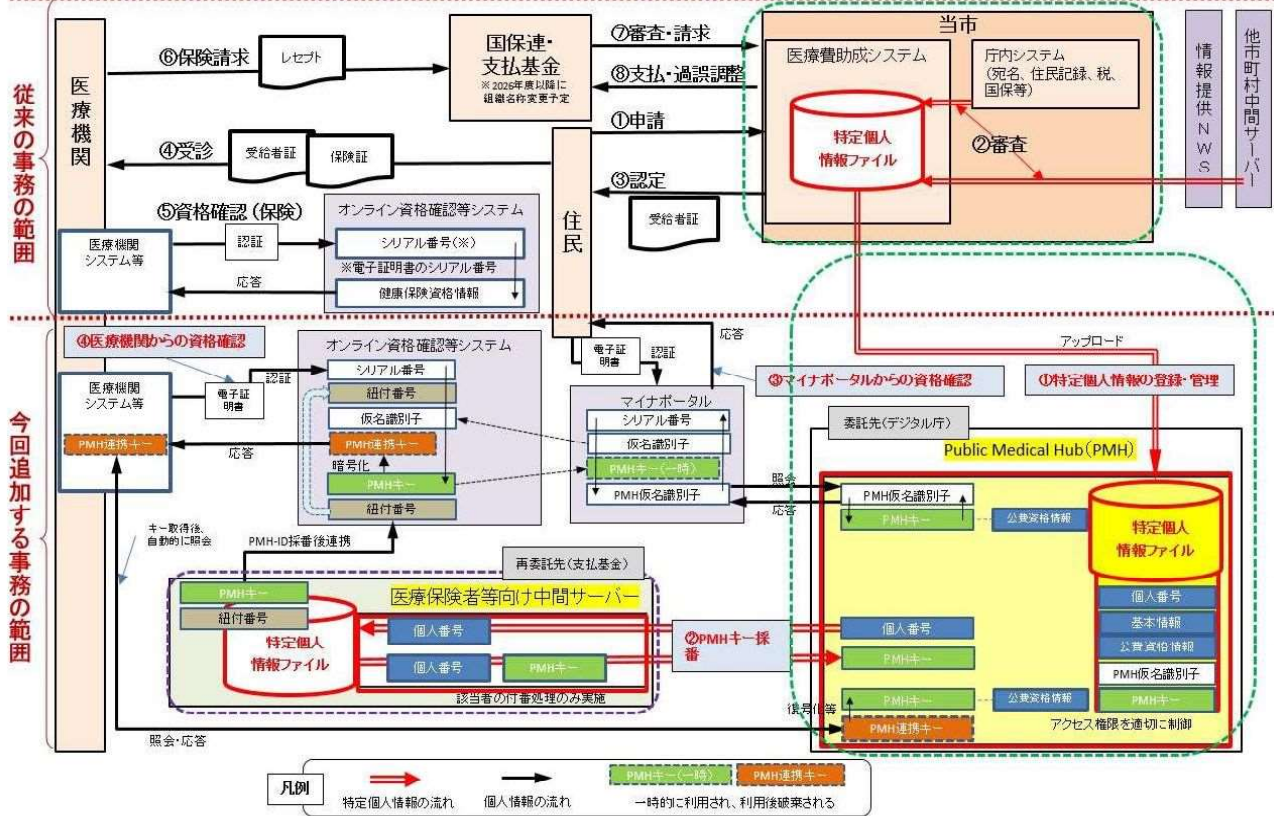 従来の事務の範囲
医療機関
⑥保険請求
レセプト
国保連・
支払基金
※2026年度以降に
組織名称変更予定
⑦審査・請求
⑧支払・過誤調整
当市
医療費助成システム
庁内システム
(宛名、住民記録、税、
国保等)
特定個人
情報ファイル
②審査
情報提供NWS
他市町村中間サーバー
①申請
③認定
受給者証
住民
④受診
受給者証
保険証
⑤資格確認(保険)
医療機関
システム等
認証
応答
オンライン資格確認等システム
シリアル番号(※)
※電子証明書のシリアル番号
健康保険資格情報
今回追加する事務の範囲
④医療機関からの資格確認
医療機関
システム等
PMH連携キー
電子証
明書
認証
応答
オンライン資格確認等システム
シリアル番号
紐付番号
仮名識別子
PMH連携キー
暗号化
PMHキー
紐付番号
電子証
明書
認証
応答
③マイナポータルからの資格確認
マイナポータル
シリアル番号
仮名識別子
PMHキー(一時)
PMH仮名識別子
照会
応答
アップロード
①特定個人情報の登録・管理
委託先(デジタル庁)
Public Medical Hub(PMH)
PMH仮名識別子
PMHキー
公費資格情報
特定個人
情報ファイル
個人番号
基本情報
公費資格情報
PMH仮名識別子
PMHキー
アクセス権限を適切に制御
キー取得後、
自動的に照会
PMH-ID採番後連携
再委託先(支払基金)
医療保険者等向け中間サーバー
PMHキー
紐付番号
特定個人
情報ファイル
個人番号
個人番号
PMHキー
該当者の付番処理のみ実施
②PMHキー採
番
個人番号
PMHキー
PMHキー
公費資格情報
復号化等
PMH連携キー
照会・応答
凡例
特定個人情報の流れ
個人情報の流れ
PMHキー(一時)
PMH連携キー
一時的に利用され、利用後破棄される